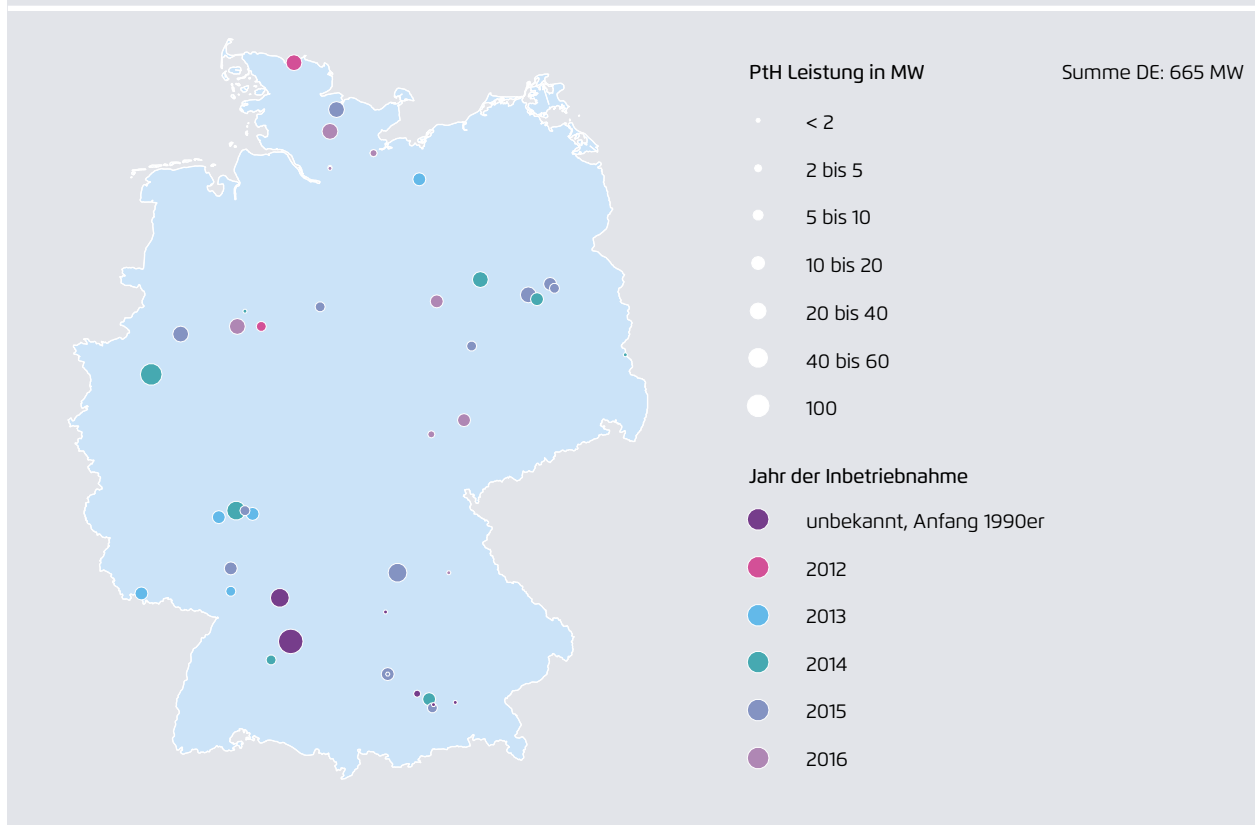 PtH Leistung in MW
Summe DE: 665 MW
< 2
2 bis 5
5 bis 10
10 bis 20
20 bis 40
40 bis 60
100
Jahr der Inbetriebnahme
unbekannt, Anfang 1990er
2012
2013
2014
2015
2016